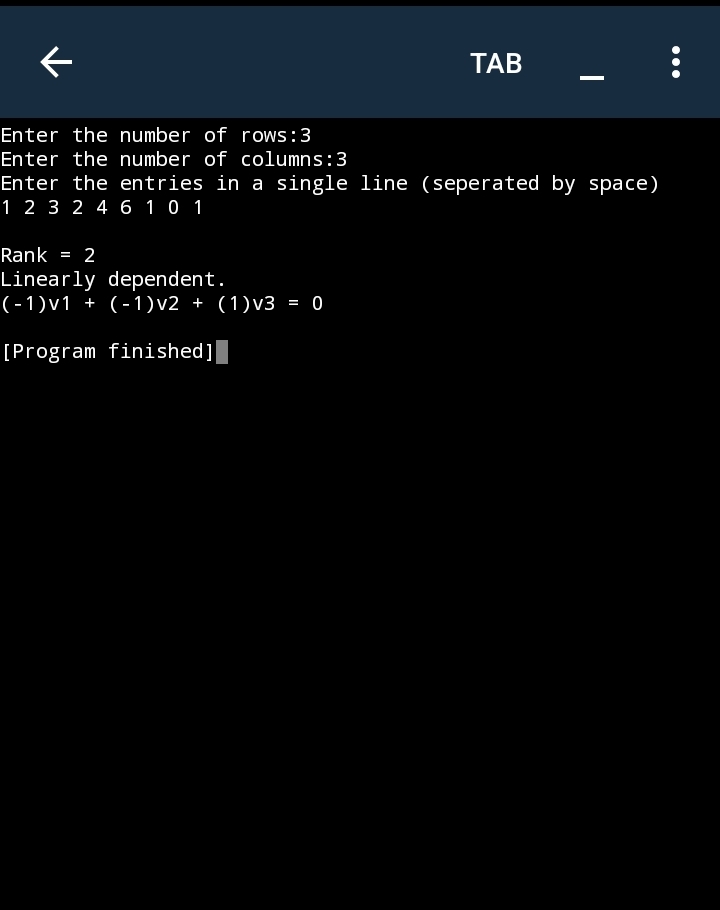 TAB
Enter the number of rows:3
Enter the number of columns:3
Enter the entries in a single line (seperated by space)
1 2 3 2 4 6 1 0 1
Rank = 2
Linearly dependent.
(-1)v1 + (-1)v2 + (1)v3 = 0
[Program finished]